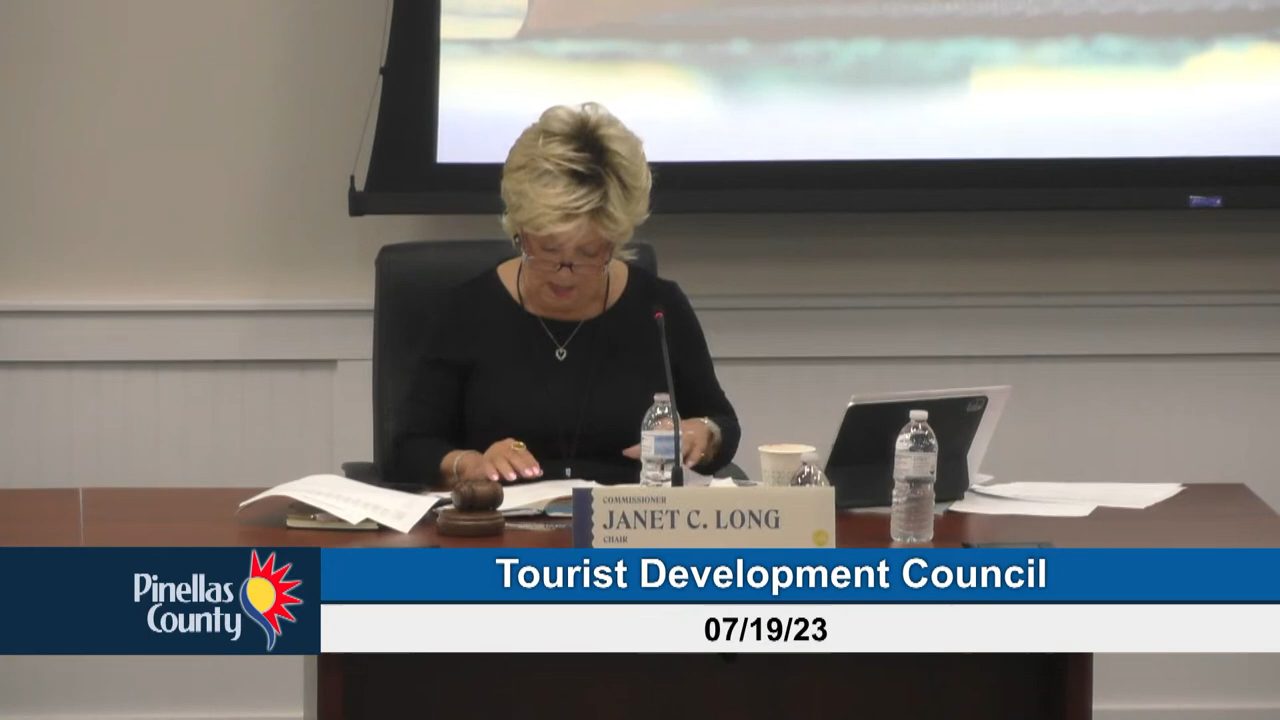 COMMISSIONER
JANET C. LONG
CHAIR
Pinellas
County
Tourist Development Council
07/19/23